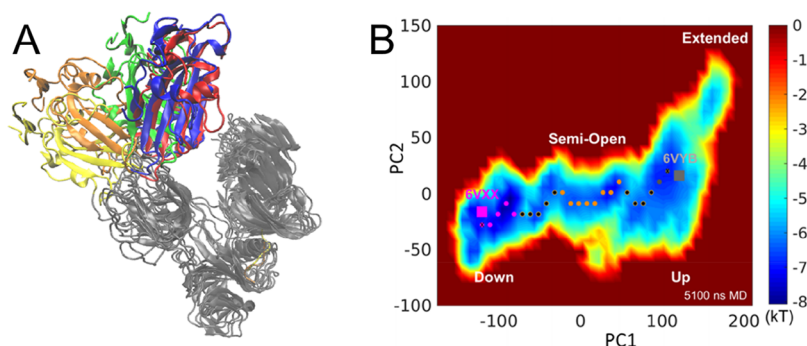 A
B
150
100
50
0
-50
-100
PC2
Extended
Semi-Open
6VYB
6VXX
Down
Up
5100 ns MD
-100
0
100
200
PC1
0
-1
-2
-3
-4
-5
-6
-7
-8
(kT)